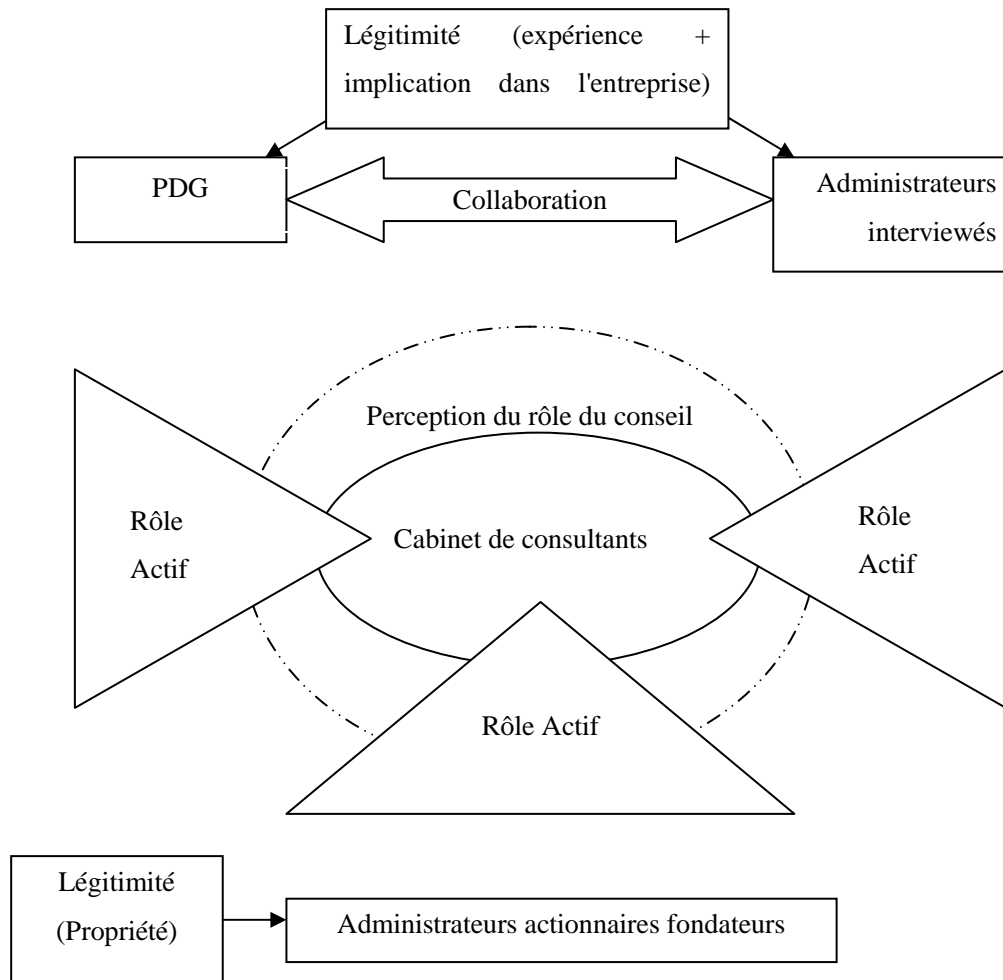 Légitimité (expérience +
implication dans l'entreprise)
PDG
Collaboration
Administrateurs
interviewés
Perception du rôle du conseil
Rôle
Actif
Cabinet de consultants
Rôle
Actif
Rôle Actif
Légitimité
(Propriété)
Administrateurs actionnaires fondateurs